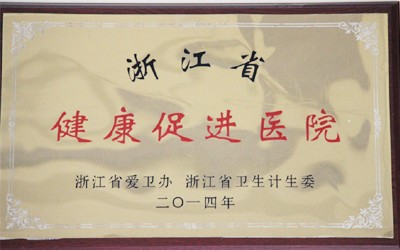 浙江省
健康促进医院
浙江省爱卫办 浙江省卫生计生委
二〇一四年